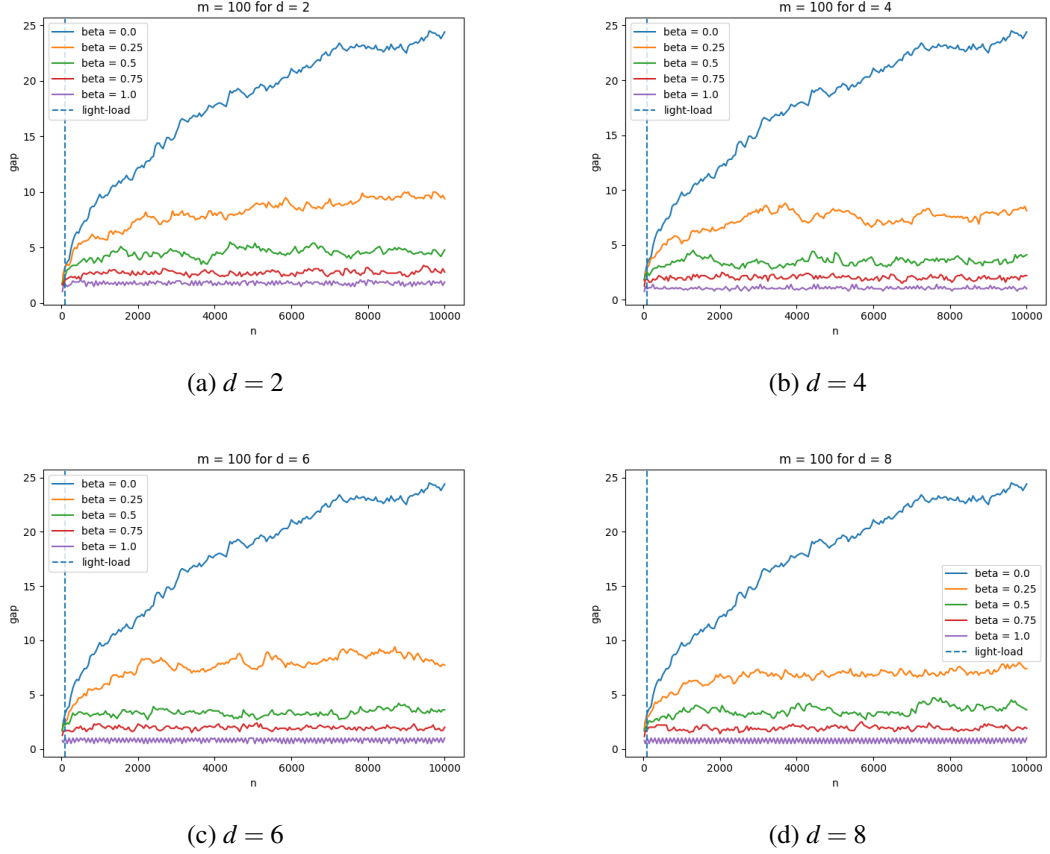 m = 100 for d = 2
25
20
15
10
5
0
gap
beta = 0.0
beta = 0.25
beta = 0.5
beta = 0.75
beta = 1.0
light-load
0 2000 4000 6000 8000 10000
n
(a) d = 2
m = 100 for d = 4
25
20
15
10
5
0
gap
beta = 0.0
beta = 0.25
beta = 0.5
beta = 0.75
beta = 1.0
light-load
0 2000 4000 6000 8000 10000
n
(b) d = 4
m = 100 for d = 6
25
20
15
10
5
0
gap
beta = 0.0
beta = 0.25
beta = 0.5
beta = 0.75
beta = 1.0
light-load
0 2000 4000 6000 8000 10000
n
(c) d = 6
m = 100 for d = 8
25
20
15
10
5
0
gap
beta = 0.0
beta = 0.25
beta = 0.5
beta = 0.75
beta = 1.0
light-load
0 2000 4000 6000 8000 10000
n
(d) d = 8